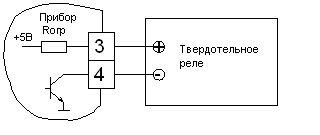 Прибор
Rогр
+5В
3
4
+
-
Твердотельное
реле